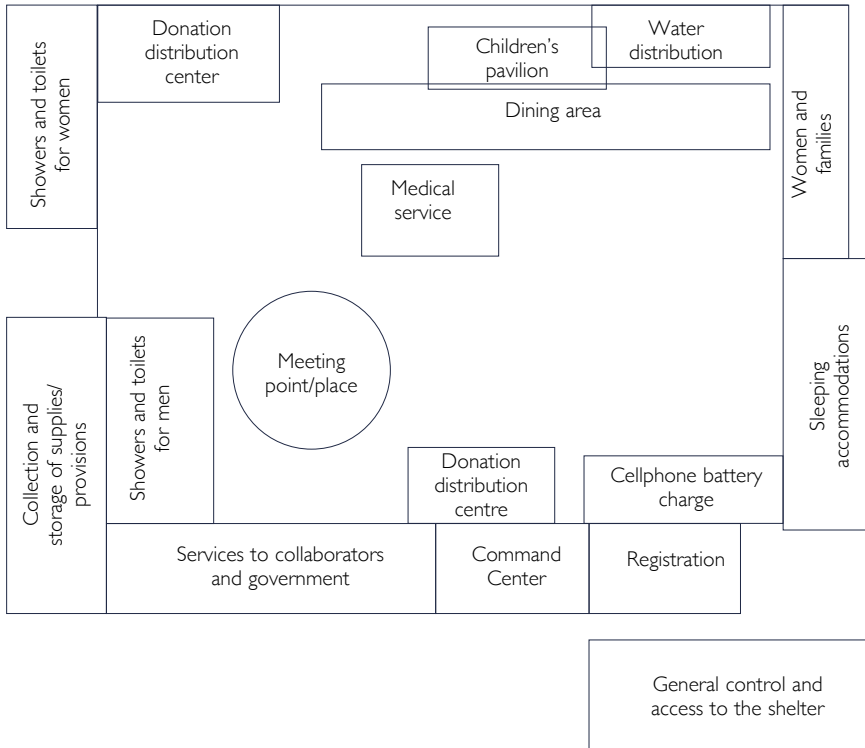 Showers and toilets
for women
Donation
distribution
center
Children’s
pavilion
Water
distribution
Dining area
Women and
families
Medical
service
Collection and
storage of supplies/
provisions
Showers and toilets
for men
Meeting
point/place
Sleeping
accommodations
Donation
distribution
centre
Cellphone battery
charge
Services to collaborators
and government
Command
Center
Registration
General control and
access to the shelter